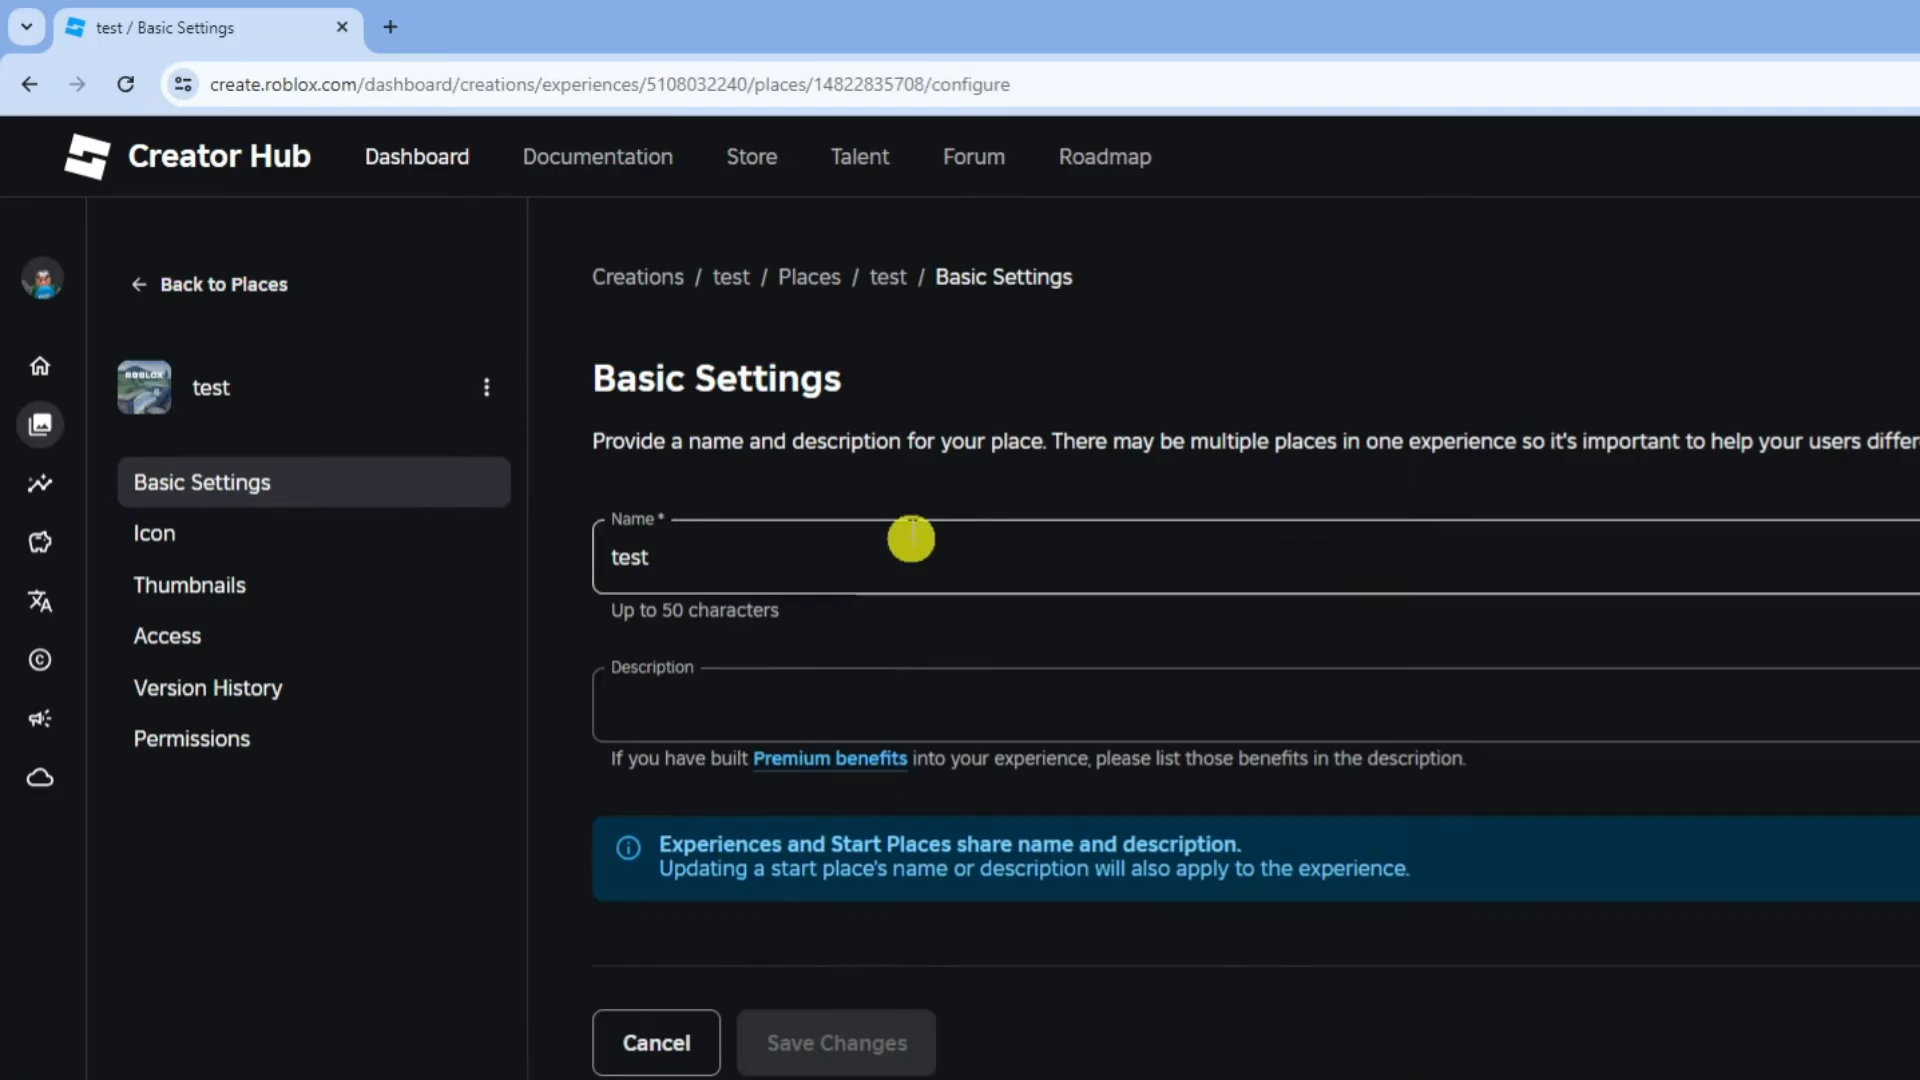 test / Basic Settings
create.roblox.com/dashboard/creations/experiences/5108032240/places/14822835708/configure
Creator Hub
Dashboard
Documentation
Store
Talent
Forum
Roadmap
Back to Places
ROBLOX
test
Basic Settings
Icon
Thumbnails
Access
Version History
Permissions
Creations / test / Places / test / Basic Settings
Basic Settings
Provide a name and description for your place. There may be multiple places in one experience so it's important to help your users differ
Name *
test
Up to 50 characters
Description
If you have built Premium benefits into your experience, please list those benefits in the description.
Experiences and Start Places share name and description.
Updating a start place's name or description will also apply to the experience.
Cancel
Save Changes